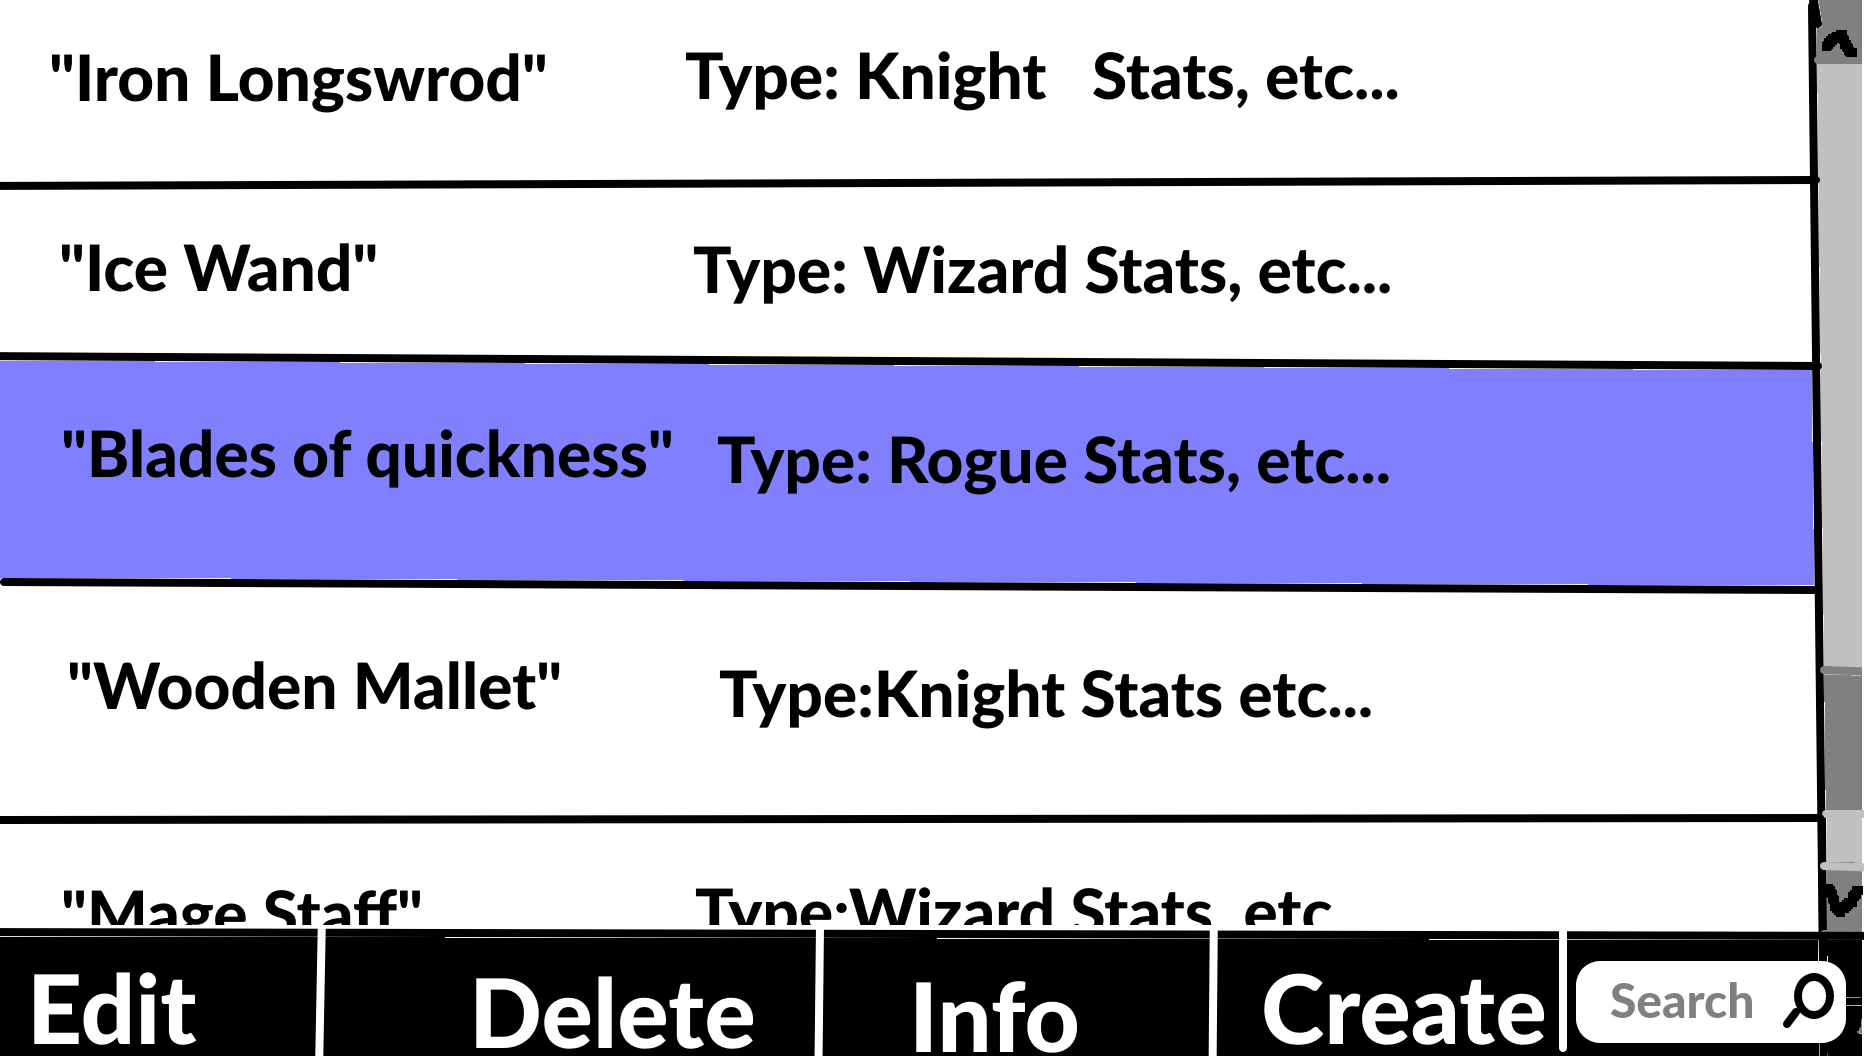 "Iron Longswrod" Type: Knight Stats, etc...
"Ice Wand" Type: Wizard Stats, etc...
"Blades of quickness" Type: Rogue Stats, etc...
"Wooden Mallet" Type:Knight Stats etc...
"Mage Staff" Type:Wizard Stats, etc
Edit Delete Info Create Search